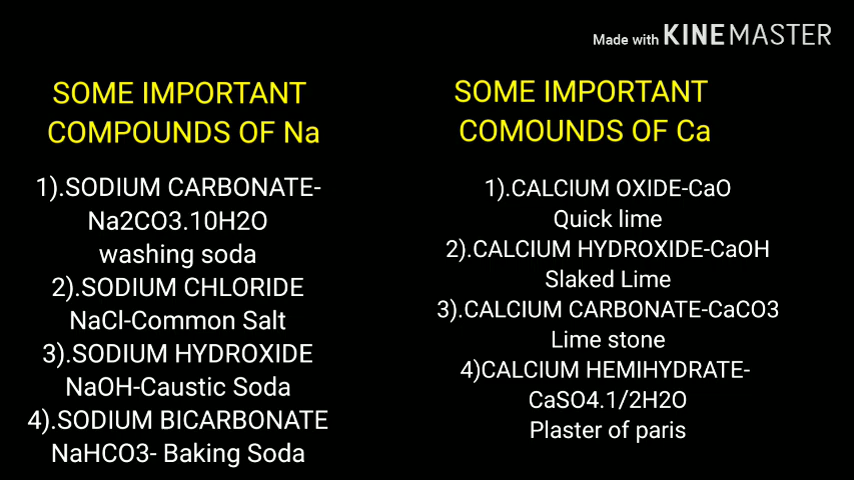 Made with KINEMASTER
SOME IMPORTANT
COMPOUNDS OF Na
1).SODIUM CARBONATE-
Na2CO3.10H2O
washing soda
2).SODIUM CHLORIDE
NaCl-Common Salt
3).SODIUM HYDROXIDE
NaOH-Caustic Soda
4).SODIUM BICARBONATE
NaHCO3- Baking Soda
SOME IMPORTANT
COMOUNDS OF Ca
1).CALCIUM OXIDE-CaO
Quick lime
2).CALCIUM HYDROXIDE-CaOH
Slaked Lime
3).CALCIUM CARBONATE-CaCO3
Lime stone
4)CALCIUM HEMIHYDRATE-
CaSO4.1/2H2O
Plaster of paris